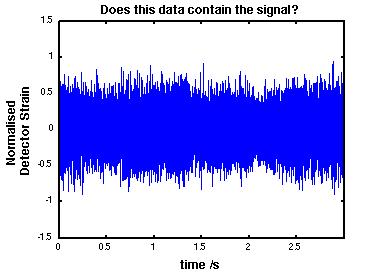 Does this data contain the signal?
1.5
1
0.5
0
-0.5
-1
-1.5
Normalised
Detector Strain
0 0.5 1 1.5 2 2.5
time /s